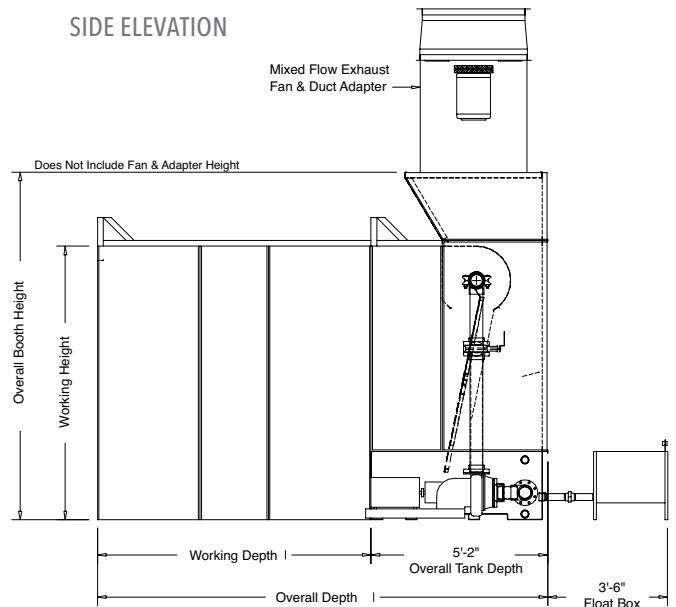 SIDE ELEVATION
Mixed Flow Exhaust
Fan & Duct Adapter
Does Not Include Fan & Adapter Height
Overall Booth Height
Working Height
Working Depth
5'-2"
Overall Tank Depth
Overall Depth
3'-6"
Float Box